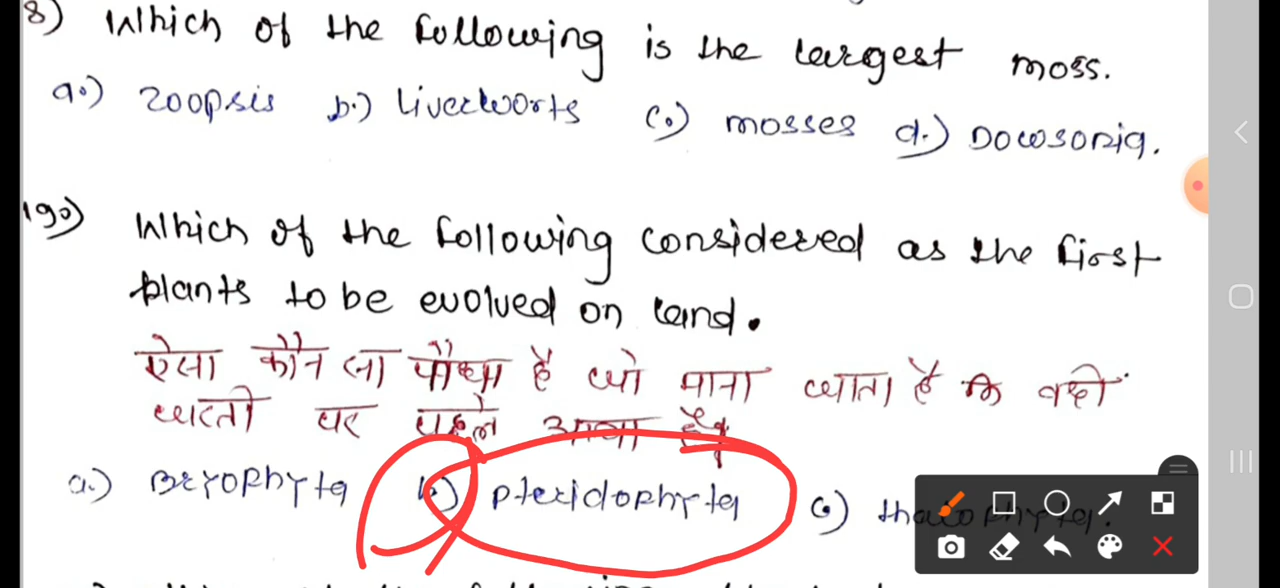 8) Which of the following is the largest moss.
a.) zoopsis b.) Liverworts c.) mosses d.) Dowsonia.
19) Which of the following considered as the first
plants to be evolved on land.
ऐसा कौन सा पौधा है जो माना जाता है कि वही
धरती पर पहले आया है
a.) Bryophyta b.) pteridophyta c.) thallophyta.